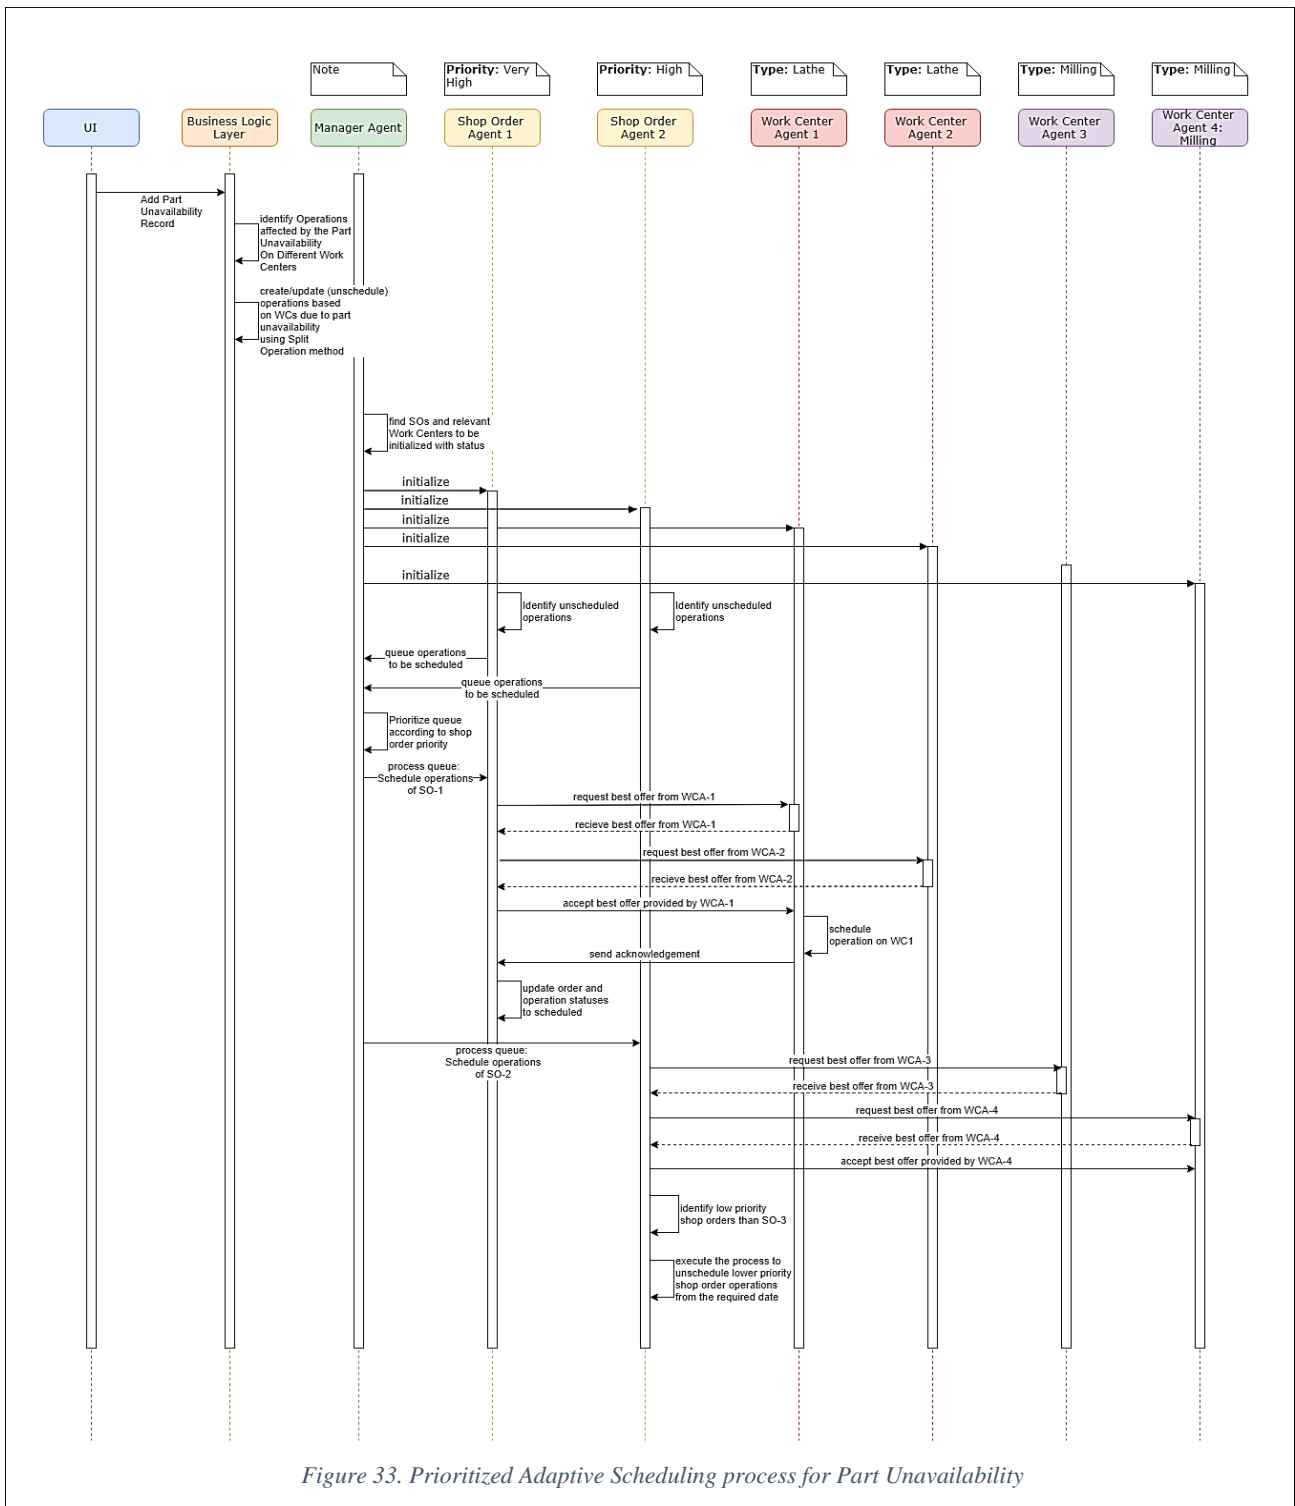 Note
Priority: Very
High
Priority: High
Type: Lathe
Type: Lathe
Type: Milling
Type: Milling
UI
Business Logic
Layer
Manager Agent
Shop Order
Agent 1
Shop Order
Agent 2
Work Center
Agent 1
Work Center
Agent 2
Work Center
Agent 3
Work Center
Agent 4:
Milling
Add Part
Unavailability
Record
identify Operations
affected by the Part
Unavailability
On Different Work
Centers
create/update (unschedule)
operations based
on WCs due to part
unavailability
using Split
Operation method
find SOs and relevant
Work Centers to be
initialized with status
initialize
initialize
initialize
initialize
initialize
Identify unscheduled
operations
Identify unscheduled
operations
queue operations
to be scheduled
queue operations
to be scheduled
Prioritize queue
according to shop
order priority
process queue:
Schedule operations
of SO-1
request best offer from WCA-1
recieve best offer from WCA-1
request best offer from WCA-2
recieve best offer from WCA-2
accept best offer provided by WCA-1
schedule
operation on WC1
send acknowledgement
update order and
operation statuses
to scheduled
process queue:
Schedule operations
of SO-2
request best offer from WCA-3
receive best offer from WCA-3
request best offer from WCA-4
receive best offer from WCA-4
accept best offer provided by WCA-4
identify low priority
shop orders than SO-3
execute the process to
unschedule lower priority
shop order operations
from the required date
Figure 33. Prioritized Adaptive Scheduling process for Part Unavailability